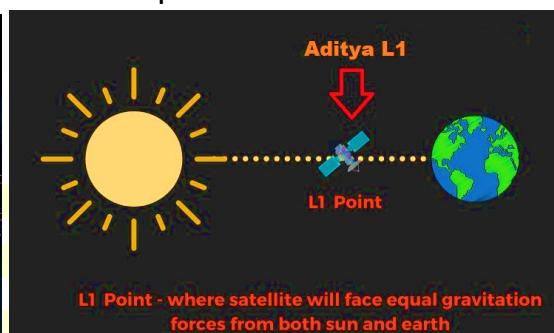 Aditya L1
L1 Point
L1 Point - where satellite will face equal gravitation
forces from both sun and earth